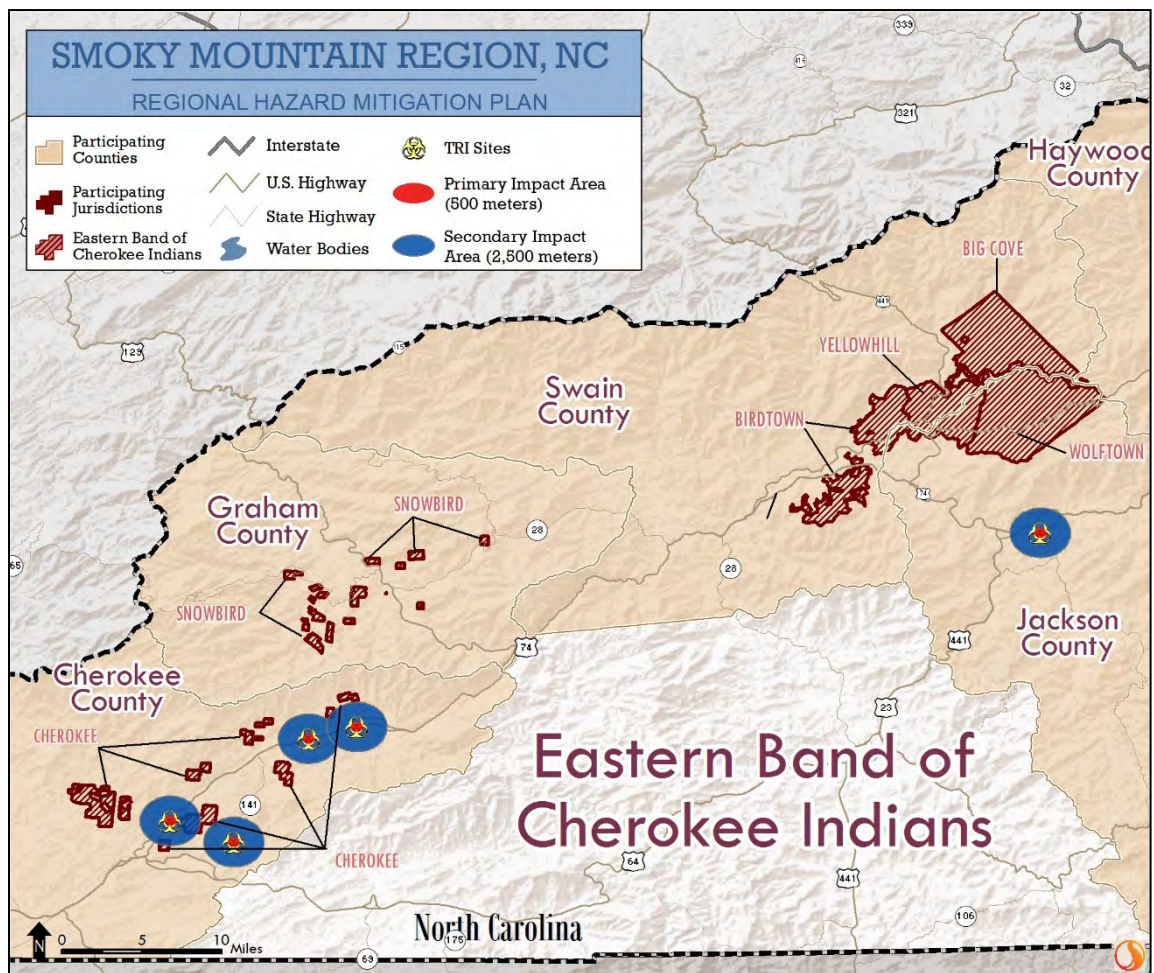 SMOKY MOUNTAIN REGION, NC
REGIONAL HAZARD MITIGATION PLAN
Participating
Counties
Participating
Jurisdictions
Eastern Band of
Cherokee Indians
Interstate
U.S. Highway
State Highway
Water Bodies
TRI Sites
Primary Impact Area
(500 meters)
Secondary Impact
Area (2,500 meters)
339
416
32
321
Haywood
County
BIG COVE
441
129
115
YELLOWHILL
Swain
County
BIRDTOWN
WOLFTOWN
74
Graham
County
SNOWBIRD
28
28
SNOWBIRD
74
441
Jackson
County
Cherokee
County
CHEROKEE
23
141
Eastern Band of
Cherokee Indians
CHEROKEE
64
441
106
North Carolina
175
69
N
0 5 10
Miles